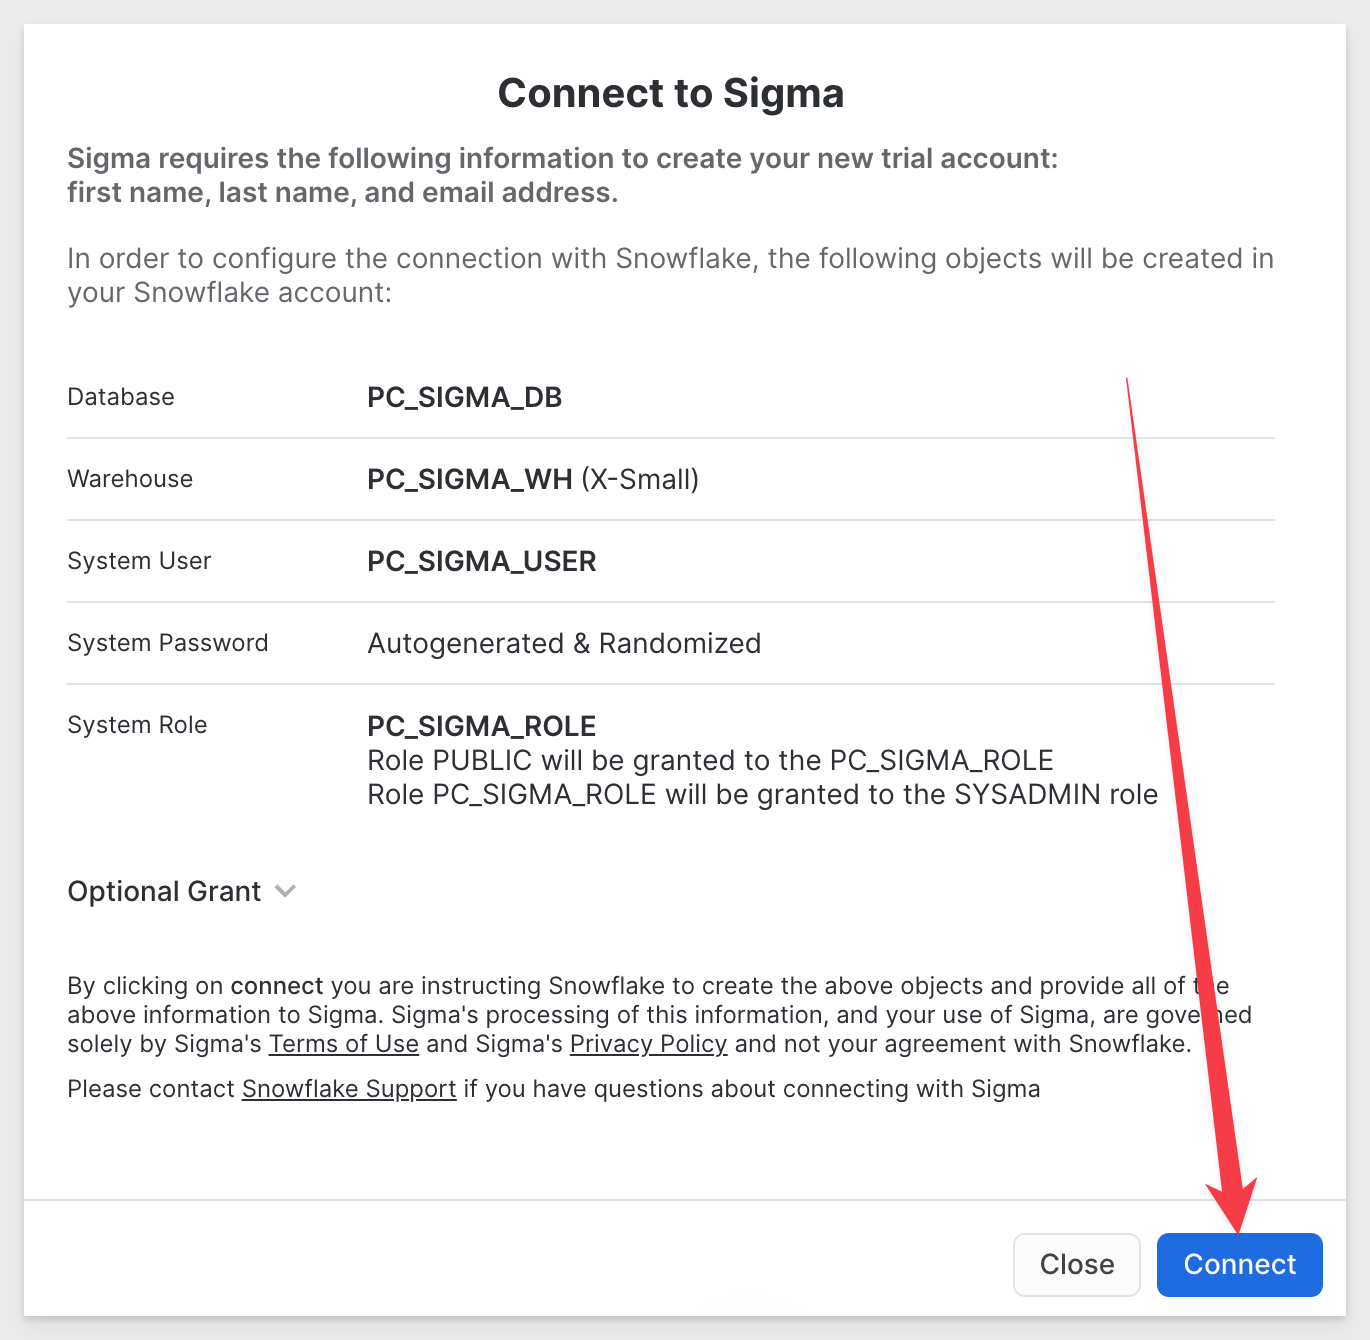 Connect to Sigma
Sigma requires the following information to create your new trial account:
first name, last name, and email address.
In order to configure the connection with Snowflake, the following objects will be created in
your Snowflake account:
Database PC_SIGMA_DB
Warehouse PC_SIGMA_WH (X-Small)
System User PC_SIGMA_USER
System Password Autogenerated & Randomized
System Role PC_SIGMA_ROLE
Role PUBLIC will be granted to the PC_SIGMA_ROLE
Role PC_SIGMA_ROLE will be granted to the SYSADMIN role
Optional Grant
By clicking on connect you are instructing Snowflake to create the above objects and provide all of the
above information to Sigma. Sigma's processing of this information, and your use of Sigma, are governed
solely by Sigma's Terms of Use and Sigma's Privacy Policy and not your agreement with Snowflake.
Please contact Snowflake Support if you have questions about connecting with Sigma
Close Connect